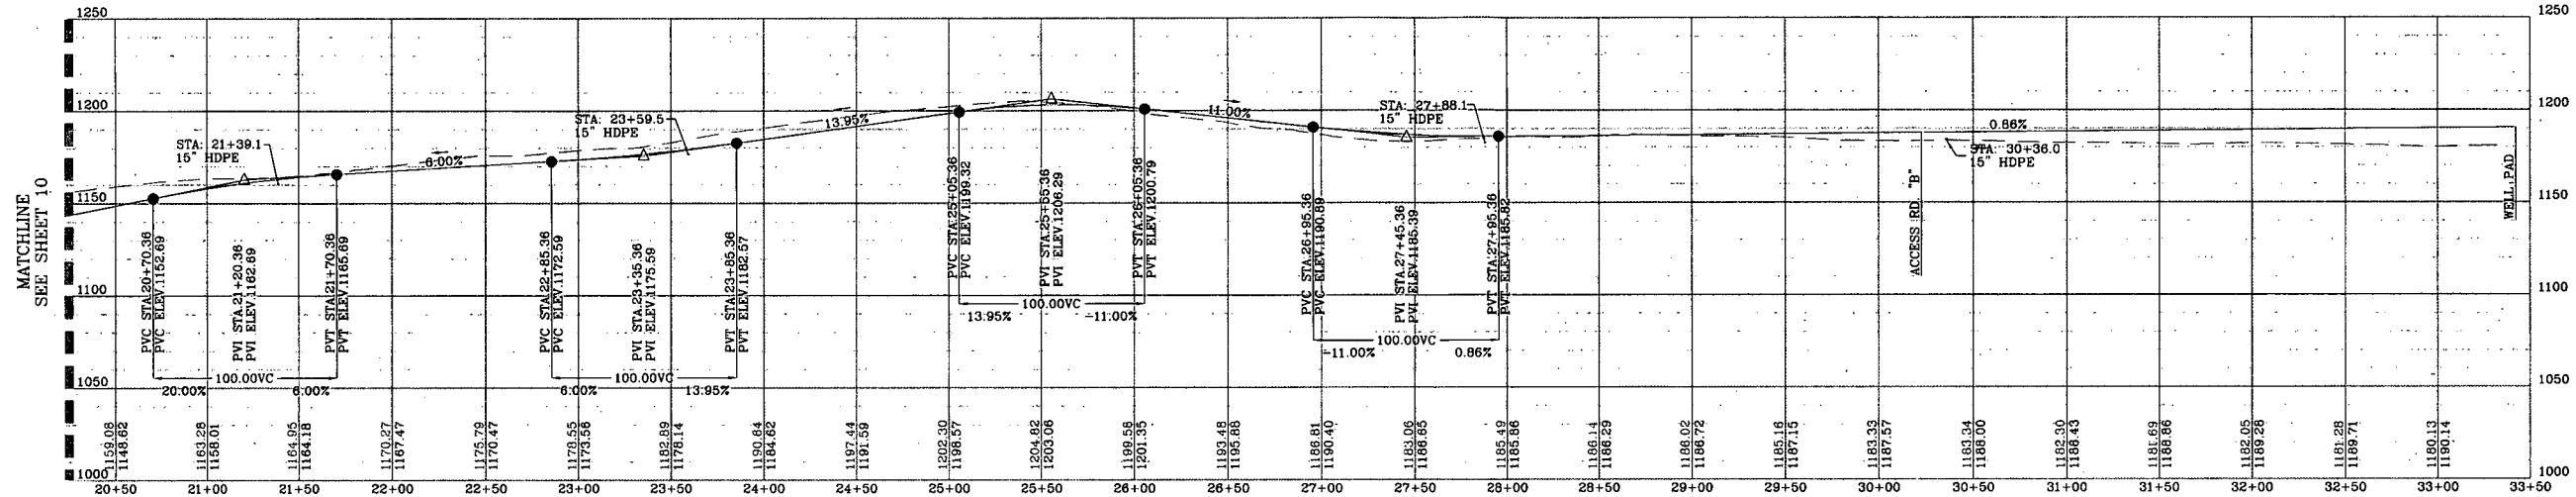 1250
1200
1150
1100
1050
1000
1250
1200
1150
1100
1050
1000
MATCHLINE
SEE SHEET 10
STA: 21+39.1
15" HDPE
6.00%
STA: 23+59.5
15" HDPE
13.95%
11.00%
STA: 27+88.1
15" HDPE
0.86%
STA: 30+36.0
15" HDPE
ACCESS RD. "B"
WELL PAD
PVC STA:20+70.36
PVC ELEV:1152.69
PVI STA:21+20.36
PVI ELEV:1162.69
PVT STA:21+70.36
PVT ELEV:1165.69
100.00VC
20.00%
6.00%
PVC STA:22+85.36
PVC ELEV:1172.59
PVI STA:23+35.36
PVI ELEV:1175.59
PVT STA:23+85.36
PVT ELEV:1182.57
100.00VC
6.00%
13.95%
PVC STA:25+05.36
PVC ELEV:1199.32
PVI STA:25+55.36
PVI ELEV:1206.29
PVT STA:26+05.36
PVT ELEV:1200.79
100.00VC
13.95%
-11.00%
PVC STA:26+95.36
PVC ELEV:1190.89
PVI STA:27+45.36
PVI ELEV:1185.39
PVT STA:27+95.36
PVT ELEV:1185.82
100.00VC
-11.00%
0.86%
1159.08
1148.62
1163.28
1158.01
1164.95
1164.18
1170.27
1167.47
1175.79
1170.47
1178.55
1173.56
1182.89
1178.14
1190.84
1184.62
1197.44
1191.59
1202.30
1198.57
1204.82
1203.06
1199.58
1201.35
1193.48
1195.88
1186.81
1190.40
1183.06
1186.65
1185.49
1185.86
1186.14
1186.29
1186.02
1186.72
1185.16
1187.15
1183.33
1187.57
1183.34
1188.00
1182.30
1188.43
1181.69
1188.86
1182.05
1189.28
1181.28
1189.71
1180.13
1190.14
20+50
21+00
21+50
22+00
22+50
23+00
23+50
24+00
24+50
25+00
25+50
26+00
26+50
27+00
27+50
28+00
28+50
29+00
29+50
30+00
30+50
31+00
31+50
32+00
32+50
33+00
33+50